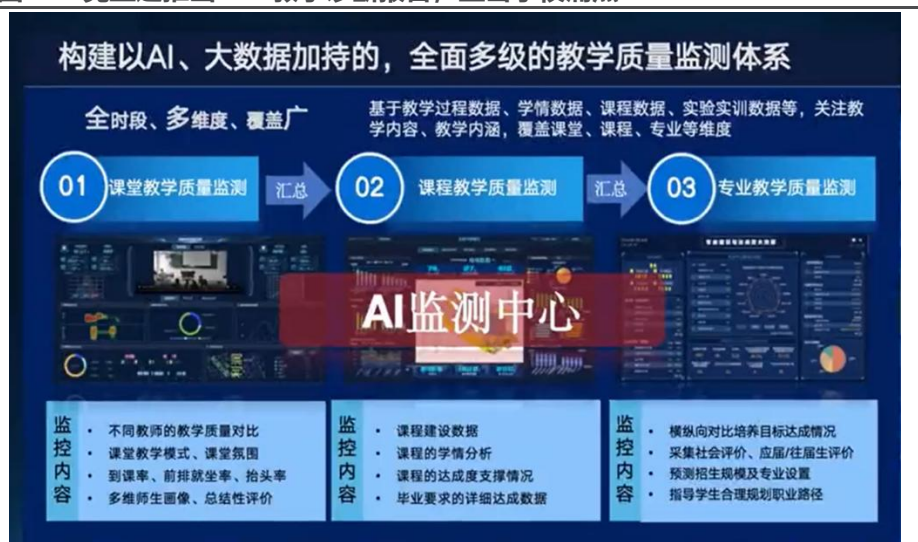 构建以AI、大数据加持的，全面多级的教学质量监测体系
全时段、多维度、覆盖广
基于教学过程数据、学情数据、课程数据、实验实训数据等，关注教
学内容、教学内涵，覆盖课堂、课程、专业等维度
01
课堂教学质量监测
汇总
02
课程教学质量监测
汇总
03
专业教学质量监测
AI监测中心
监控内容
· 不同教师的教学质量对比
· 课堂教学模式、课堂氛围
· 到课率、前排就坐率、抬头率
· 多维师生画像、总结性评价
监控内容
· 课程建设数据
· 课程的学情分析
· 课程的达成度支撑情况
· 毕业要求的详细达成数据
监控内容
· 横纵向对比培养目标达成情况
· 采集社会评价、应届/往届生评价
· 预测招生规模及专业设置
· 指导学生合理规划职业路径